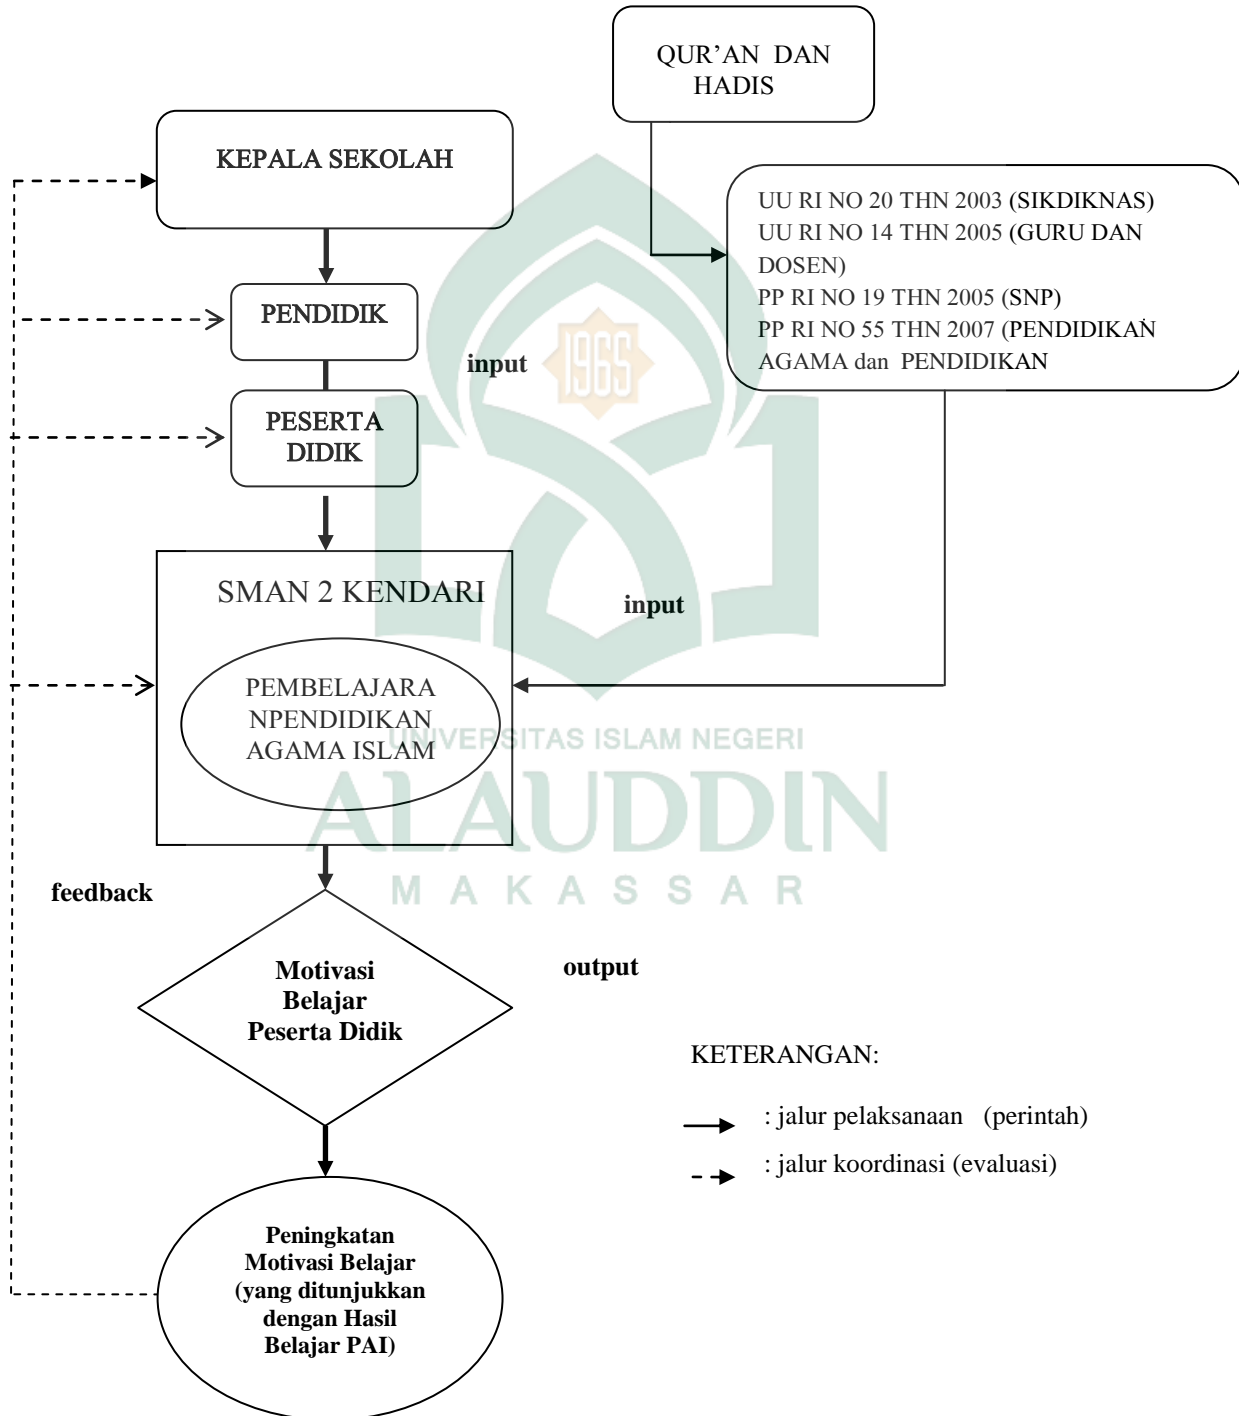 QUR’AN DAN
HADIS
KEPALA SEKOLAH
UU RI NO 20 THN 2003 (SIKDIKNAS)
UU RI NO 14 THN 2005 (GURU DAN
DOSEN)
PP RI NO 19 THN 2005 (SNP)
PP RI NO 55 THN 2007 (PENDIDIKAN
AGAMA dan PENDIDIKAN
PENDIDIK
input
1965
PESERTA
DIDIK
SMAN 2 KENDARI
input
PEMBELAJARA
NPENDIDIKAN
AGAMA ISLAM
UNIVERSITAS ISLAM NEGERI
ALAUDDIN
MAKASSAR
feedback
Motivasi
Belajar
Peserta Didik
output
KETERANGAN:
: jalur pelaksanaan (perintah)
: jalur koordinasi (evaluasi)
Peningkatan
Motivasi Belajar
(yang ditunjukkan
dengan Hasil
Belajar PAI)